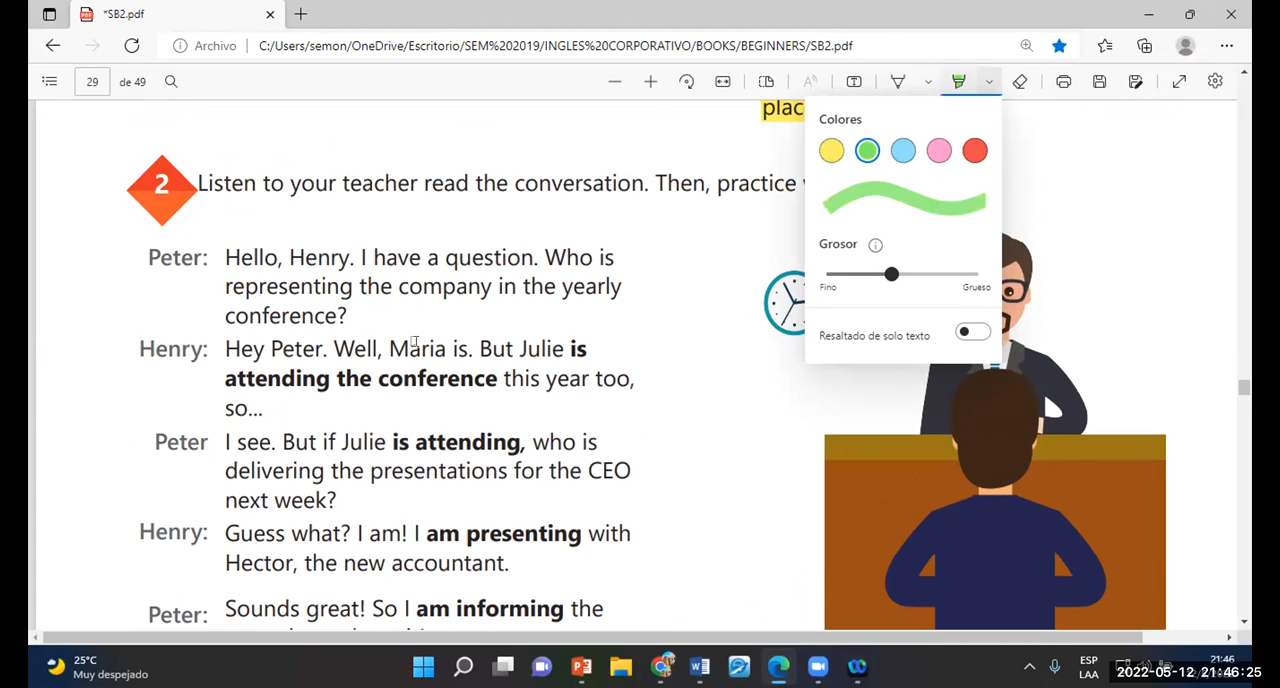 *SB2.pdf
Archivo
C:/Users/semon/OneDrive/Escritorio/SEM%202019/INGLES%20CORPORATIVO/BOOKS/BEGINNERS/SB2.pdf
29 de 49
plac
Colores
2 Listen to your teacher read the conversation. Then, practice
Grosor
Fino Grueso
Resaltado de solo texto
Peter: Hello, Henry. I have a question. Who is
representing the company in the yearly
conference?
Henry: Hey Peter. Well, Maria is. But Julie is
attending the conference this year too,
so...
Peter I see. But if Julie is attending, who is
delivering the presentations for the CEO
next week?
Henry: Guess what? I am! I am presenting with
Hector, the new accountant.
Peter: Sounds great! So I am informing the
25°C
Muy despejado
ESP
LAA
21:46
2022-05-12 21:46:25